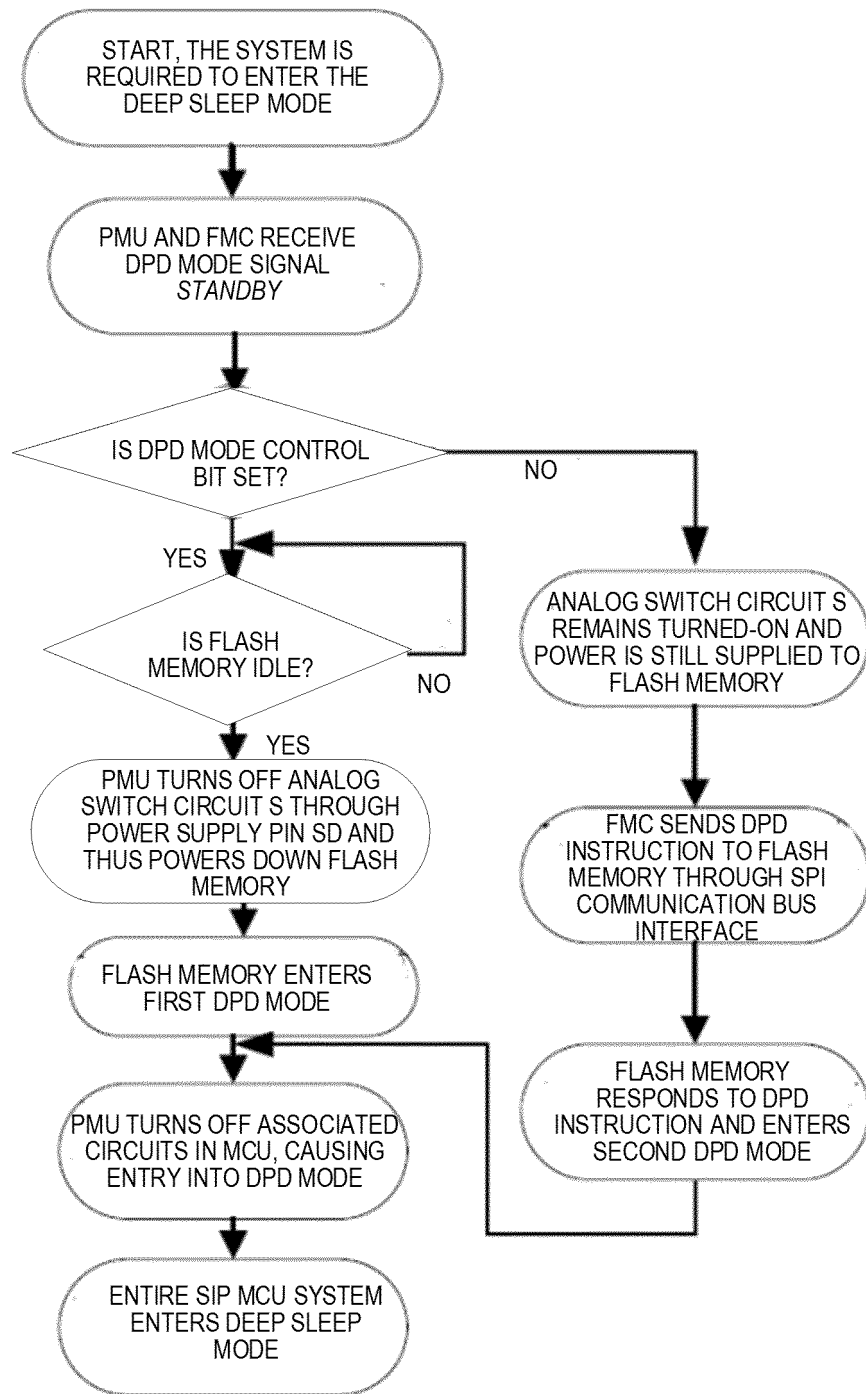 START, THE SYSTEM IS
REQUIRED TO ENTER THE
DEEP SLEEP MODE
PMU AND FMC RECEIVE
DPD MODE SIGNAL
STANDBY
IS DPD MODE CONTROL
BIT SET?
NO
YES
IS FLASH
MEMORY IDLE?
NO
YES
PMU TURNS OFF ANALOG
SWITCH CIRCUIT S THROUGH
POWER SUPPLY PIN SD AND
THUS POWERS DOWN FLASH
MEMORY
FLASH MEMORY ENTERS
FIRST DPD MODE
ANALOG SWITCH CIRCUIT S
REMAINS TURNED-ON AND
POWER IS STILL SUPPLIED TO
FLASH MEMORY
FMC SENDS DPD
INSTRUCTION TO FLASH
MEMORY THROUGH SPI
COMMUNICATION BUS
INTERFACE
FLASH MEMORY
RESPONDS TO DPD
INSTRUCTION AND ENTERS
SECOND DPD MODE
PMU TURNS OFF ASSOCIATED
CIRCUITS IN MCU, CAUSING
ENTRY INTO DPD MODE
ENTIRE SIP MCU SYSTEM
ENTERS DEEP SLEEP
MODE